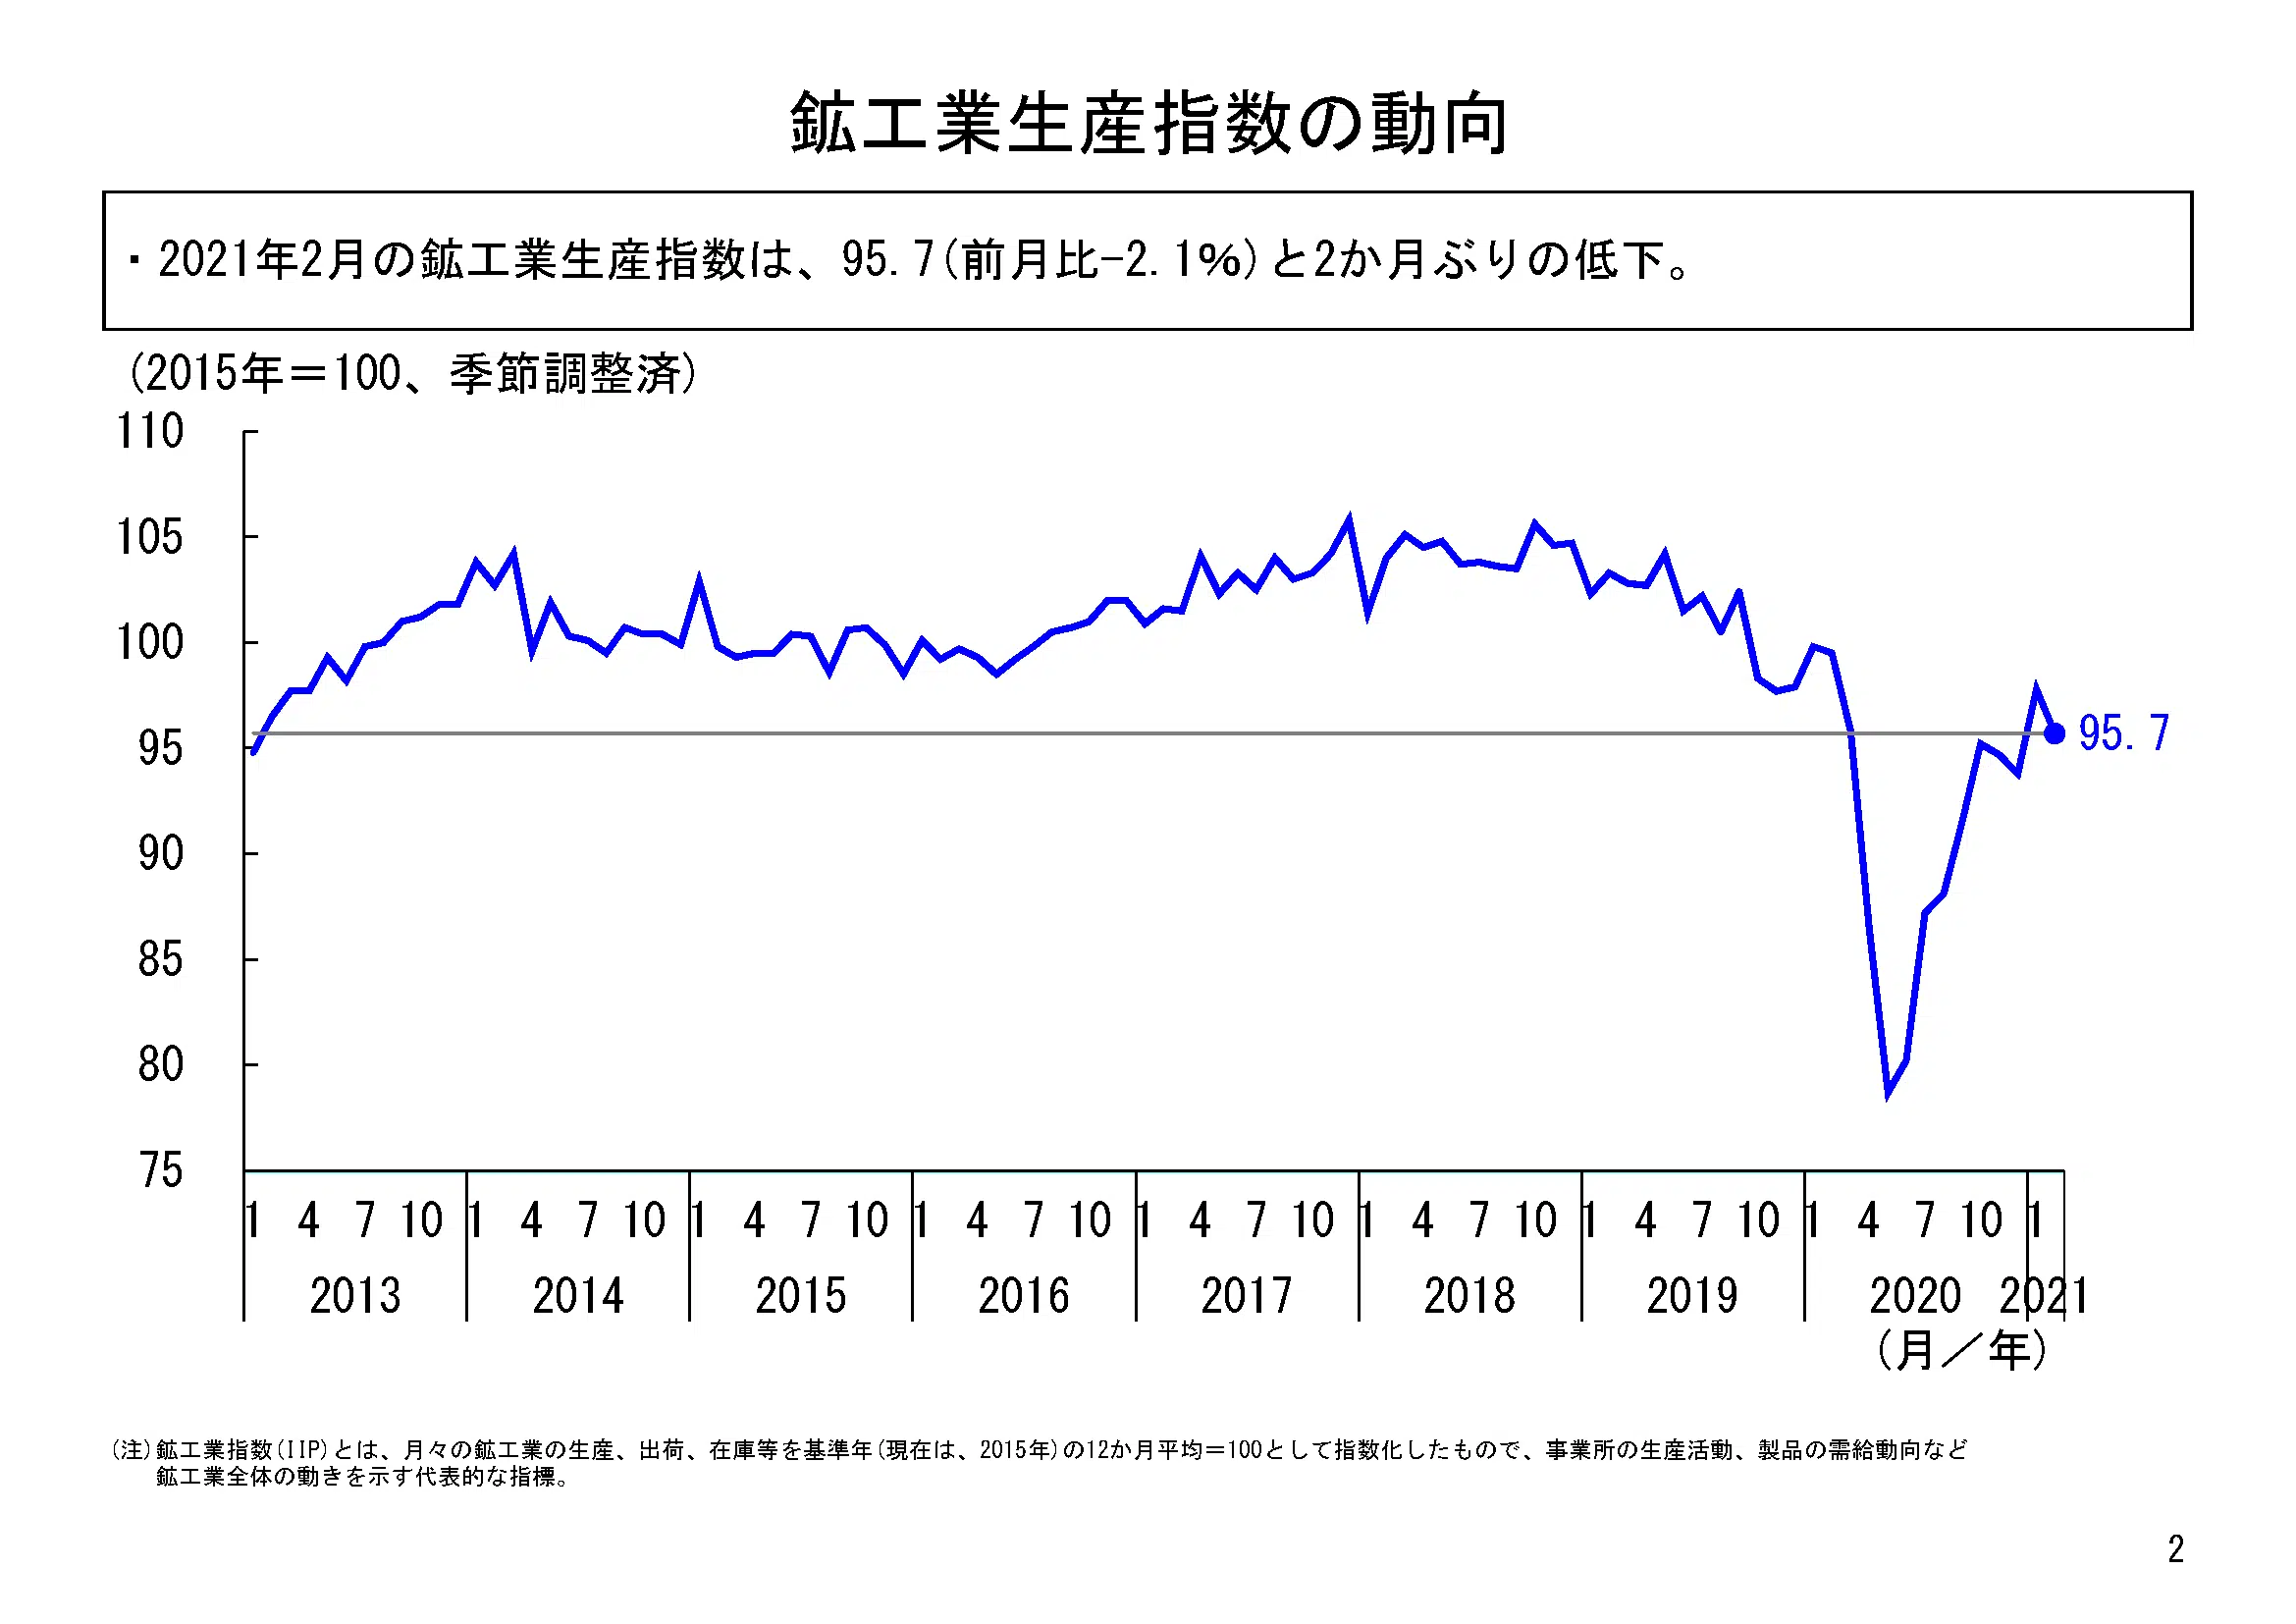 鉱工業生産指数の動向
・2021年2月の鉱工業生産指数は、95.7(前月比-2.1%)と2か月ぶりの低下。
(2015年=100、季節調整済)
110
105
100
95
90
85
80
75
95.7
1 4 7 10 1 4 7 10 1 4 7 10 1 4 7 10 1 4 7 10 1 4 7 10 1 4 7 10 1 4 7 10 1
2013 2014 2015 2016 2017 2018 2019 2020 2021
(月/年)
(注)鉱工業指数(IIP)とは、月々の鉱工業の生産、出荷、在庫等を基準年(現在は、2015年)の12か月平均=100として指数化したもので、事業所の生産活動、製品の需給動向など
鉱工業全体の動きを示す代表的な指標。
2